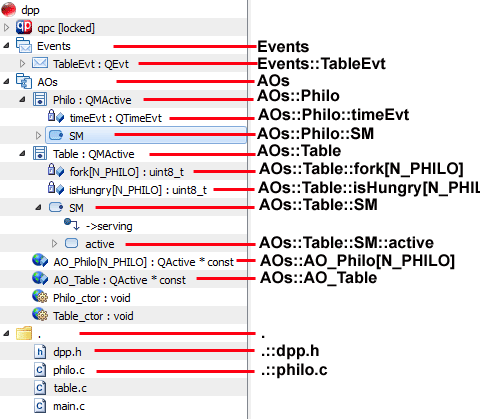 dpp
qpc [locked]
Events Events
TableEvt : QEvt Events::TableEvt
AOs AOs
Philo : QMActive AOs::Philo
timeEvt : QTimeEvt AOs::Philo::timeEvt
SM AOs::Philo::SM
Table : QMActive AOs::Table
fork[N_PHILO] : uint8_t AOs::Table::fork[N_PHILO]
isHungry[N_PHILO] : uint8_t AOs::Table::isHungry[N_PHIL
SM AOs::Table::SM
->serving
active AOs::Table::SM::active
AO_Philo[N_PHILO] : QActive * const AOs::AO_Philo[N_PHILO]
AO_Table : QActive * const AOs::AO_Table
Philo_ctor : void
Table_ctor : void
. .
dpp.h .::dpp.h
philo.c .::philo.c
table.c
main.c